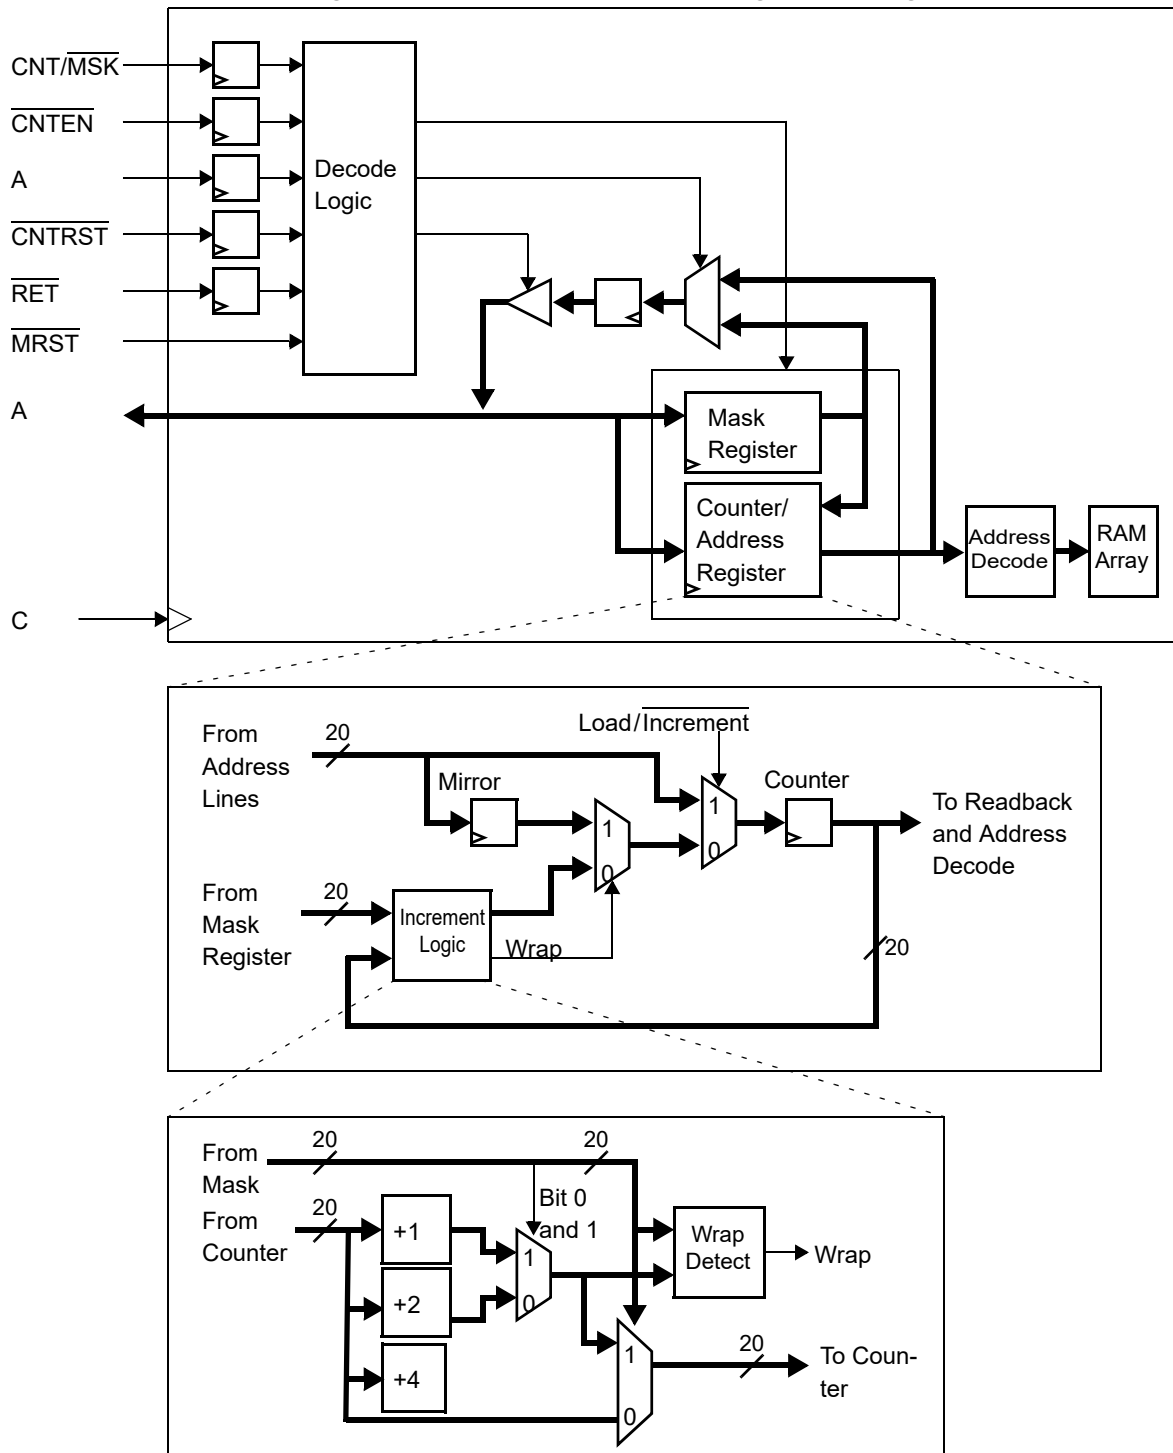 CNT/MSK
CNTEN
A
CNTRST
RET
MRST
A
C
Decode
Logic
Mask
Register
Counter/
Address
Register
Address
Decode
RAM
Array
From
Address
Lines
20
Load/Increment
Mirror
1
0
1
0
Counter
To Readback
and Address
Decode
From
Mask
Register
20
Increment
Logic
Wrap
20
From
Mask
20
20
From
Counter
20
+1
+2
+4
Bit 0
and 1
1
0
Wrap
Detect
Wrap
1
0
20
To Coun-
ter